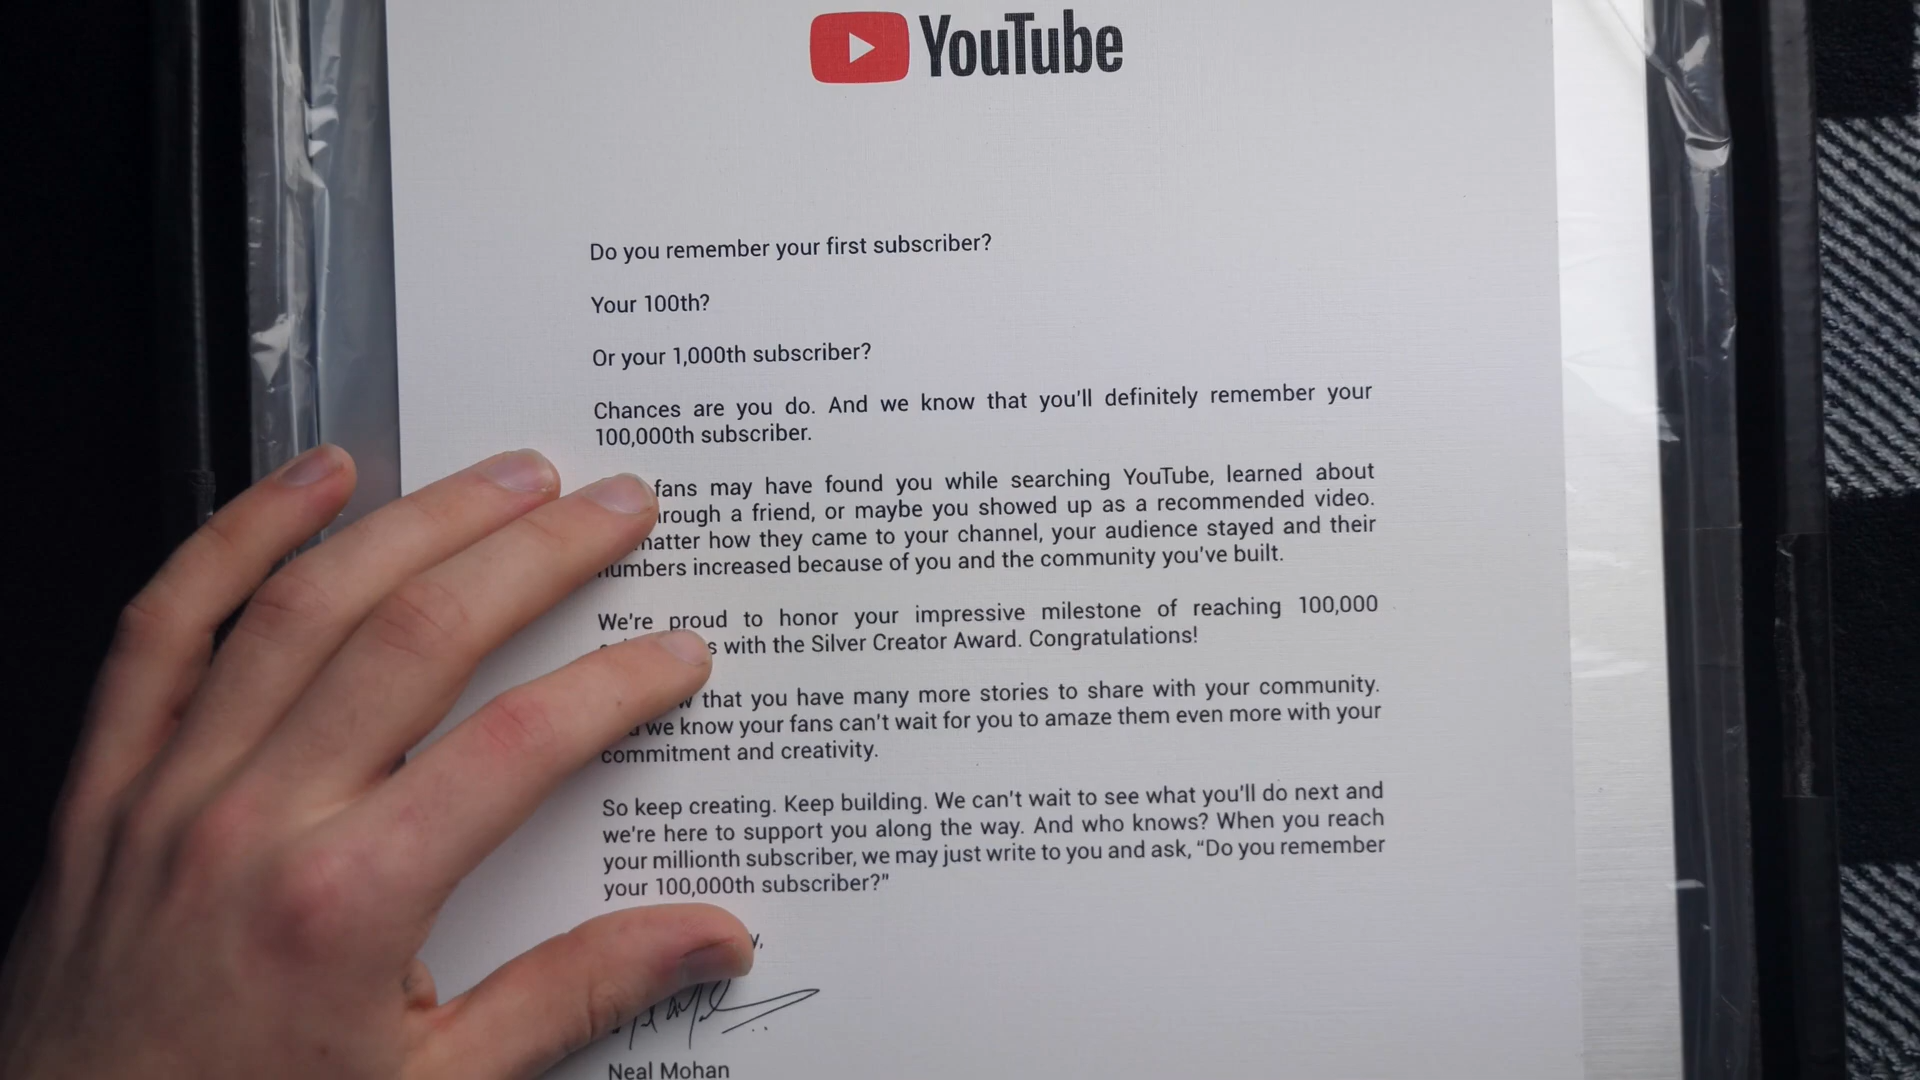 YouTube
Do you remember your first subscriber?
Your 100th?
Or your 1,000th subscriber?
Chances are you do. And we know that you'll definitely remember your
100,000th subscriber.
fans may have found you while searching YouTube, learned about
a friend, or maybe you showed up as a recommended video.
how they came to your channel, your audience stayed and their
numbers increased because of you and the community you've built.
We're proud to honor your impressive milestone of reaching 100,000
with the Silver Creator Award. Congratulations!
that you have many more stories to share with your community.
we know your fans can't wait for you to amaze them even more with your
commitment and creativity.
So keep creating. Keep building. We can't wait to see what you'll do next and
we're here to support you along the way. And who knows? When you reach
your millionth subscriber, we may just write to you and ask, “Do you remember
your 100,000th subscriber?”
Neal Mohan